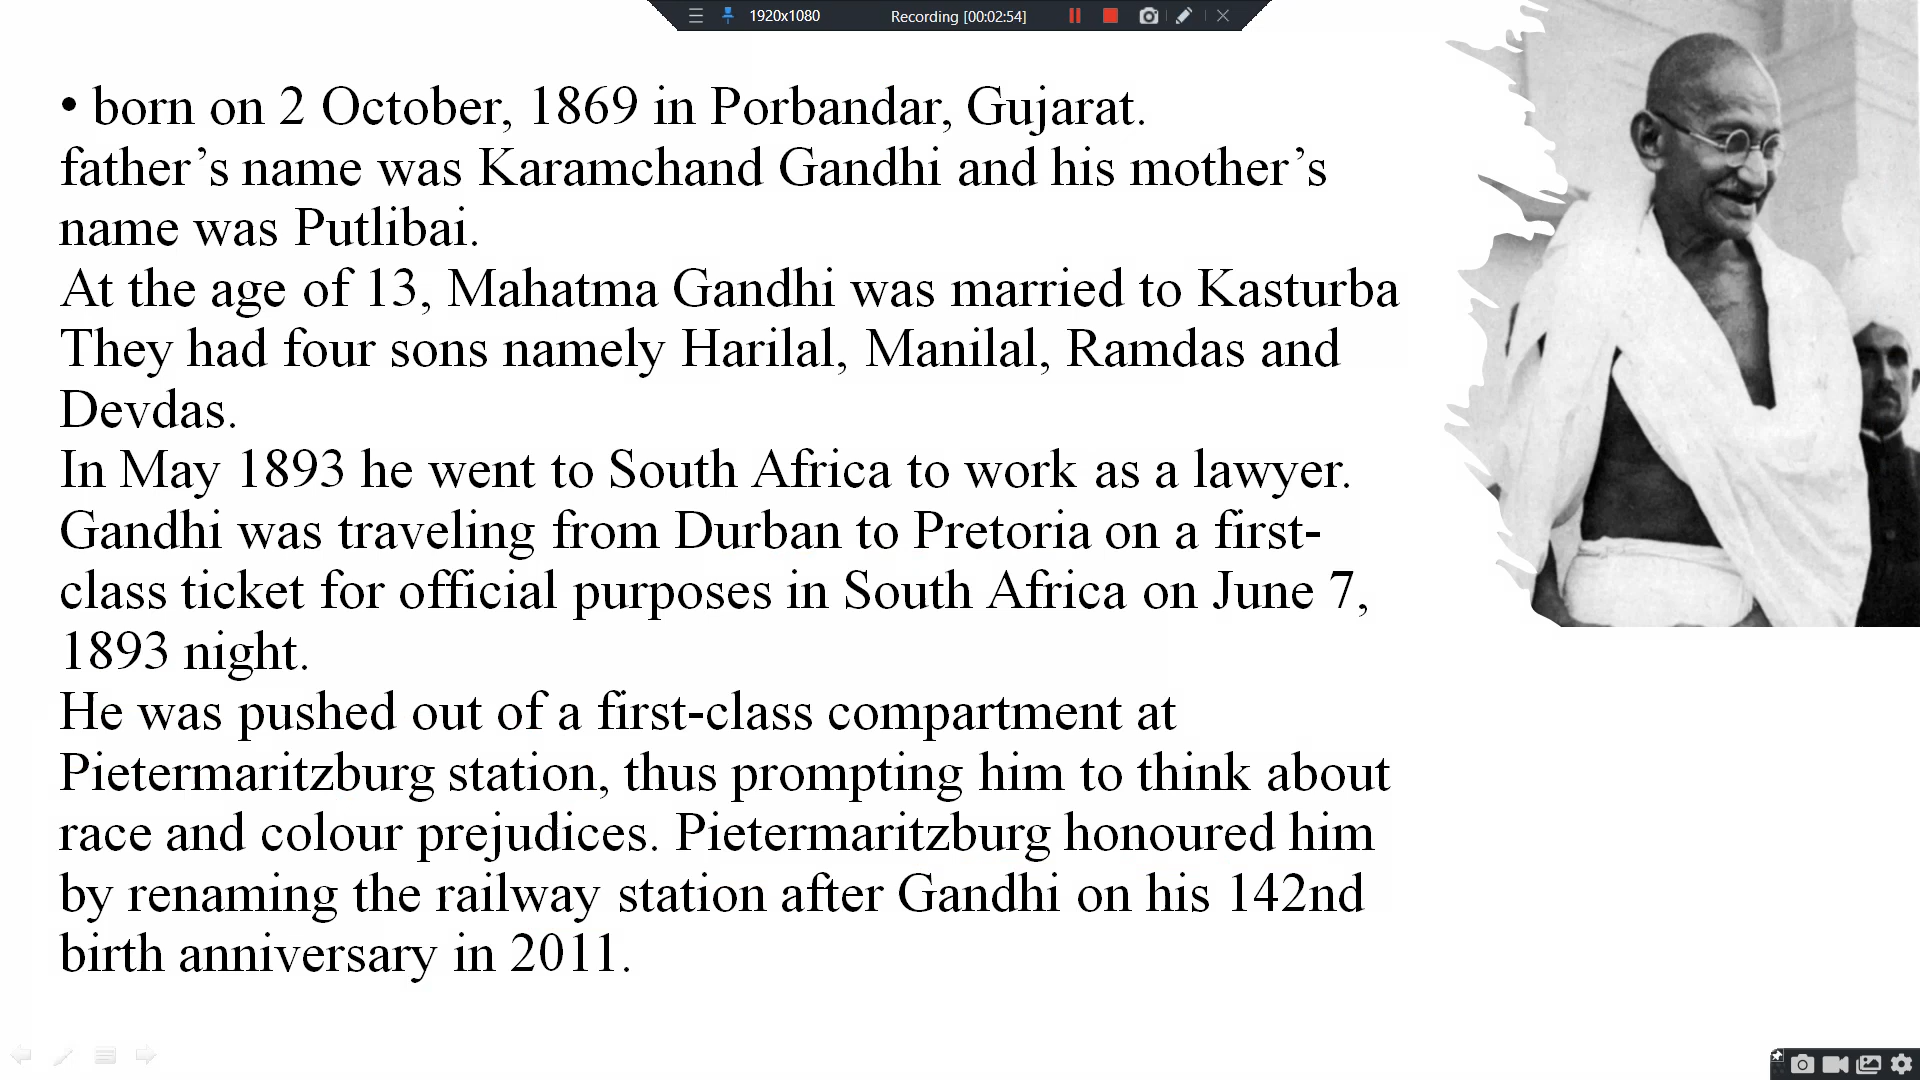 1920x1080 Recording [00:02:54]
• born on 2 October, 1869 in Porbandar, Gujarat.
father’s name was Karamchand Gandhi and his mother’s
name was Putlibai.
At the age of 13, Mahatma Gandhi was married to Kasturba
They had four sons namely Harilal, Manilal, Ramdas and
Devdas.
In May 1893 he went to South Africa to work as a lawyer.
Gandhi was traveling from Durban to Pretoria on a first-
class ticket for official purposes in South Africa on June 7,
1893 night.
He was pushed out of a first-class compartment at
Pietermaritzburg station, thus prompting him to think about
race and colour prejudices. Pietermaritzburg honoured him
by renaming the railway station after Gandhi on his 142nd
birth anniversary in 2011.